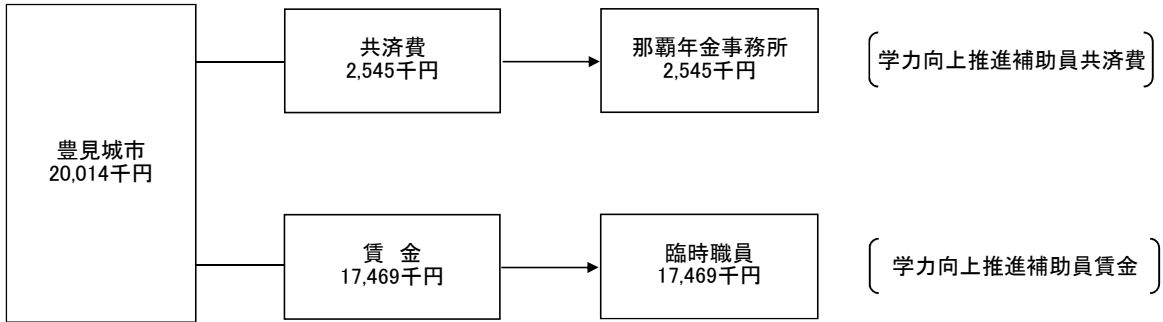 共済費
2,545千円
那覇年金事務所
2,545千円
学力向上推進補助員共済費
豊見城市
20,014千円
賃　金
17,469千円
臨時職員
17,469千円
学力向上推進補助員賃金